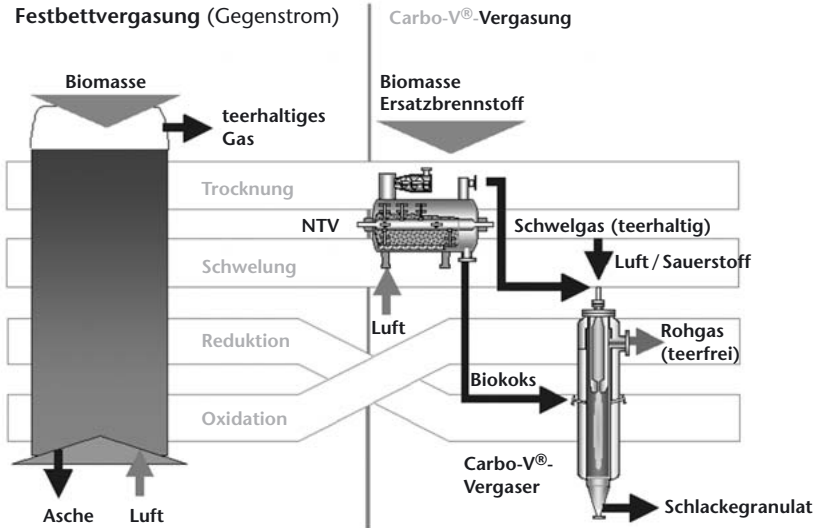 Festbettvergasung (Gegenstrom)
Carbo-V®-Vergasung
Biomasse
teerhaltiges
Gas
Biomasse
Ersatzbrennstoff
Trocknung
NTV
Schwelgas (teerhaltig)
Schwelung
Luft / Sauerstoff
Luft
Reduktion
Rohgas
(teerfrei)
Biokoks
Oxidation
Carbo-V®-
Vergaser
Asche
Luft
Schlackegranulat